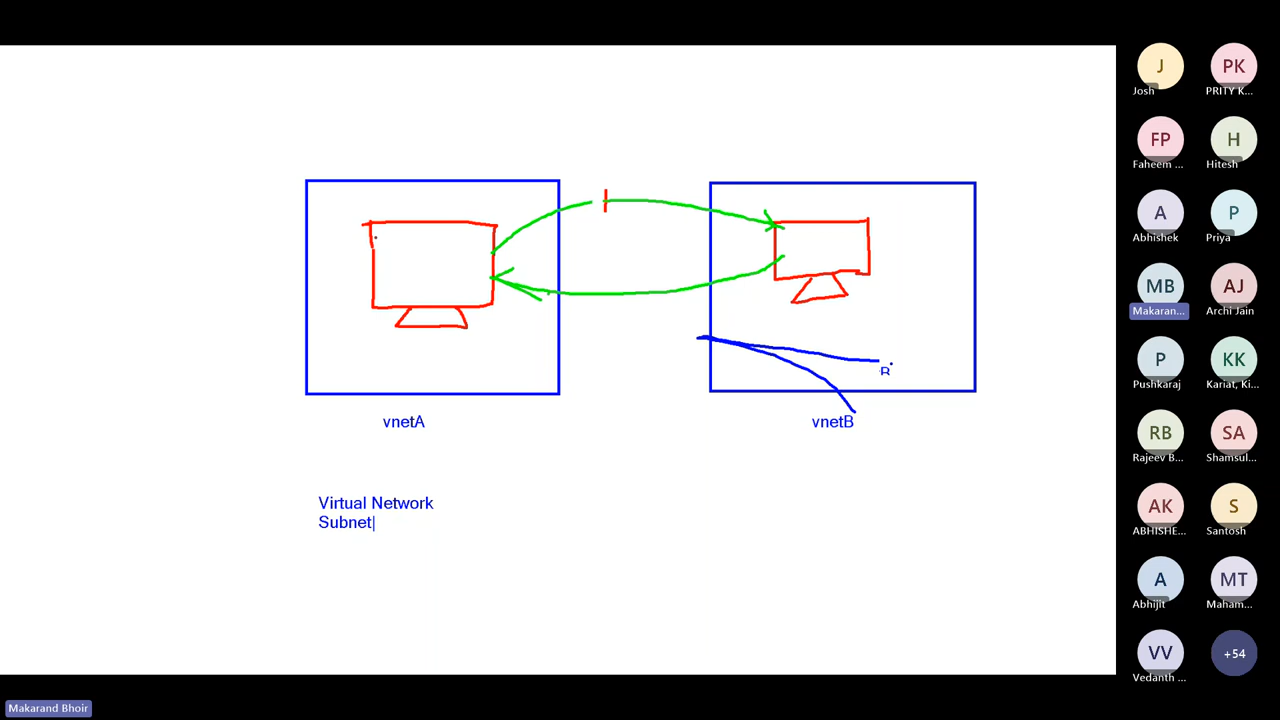 J
PK
Josh
PRITY K...
FP
H
Faheem ...
Hitesh
A
P
Abhishek
Priya
MB
AJ
Makaran...
Archi Jain
P
KK
Pushkaraj
Kariat, Ki...
RB
SA
Rajeev B...
Shamsul...
AK
S
ABHISHE...
Santosh
A
MT
Abhijit
Maham...
VV
+54
Vedanth ...
B
vnetA
vnetB
Virtual Network
Subnet
Makarand Bhoir